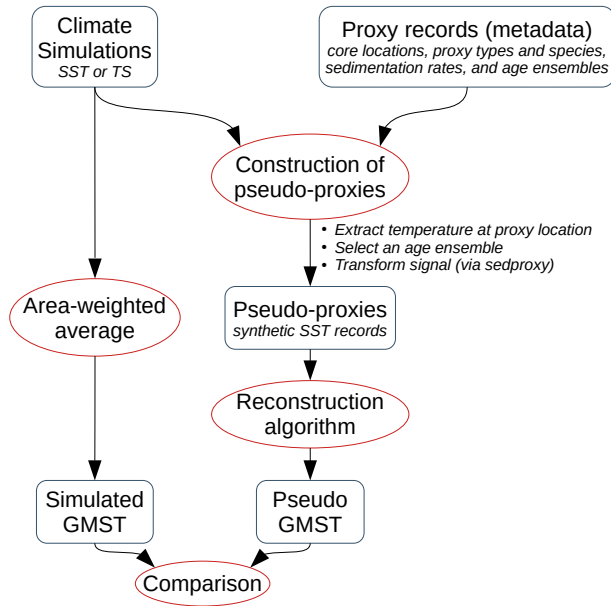 Climate
Simulations
SST or TS
Proxy records (metadata)
core locations, proxy types and species,
sedimentation rates, and age ensembles
Construction of
pseudo-proxies
• Extract temperature at proxy location
• Select an age ensemble
• Transform signal (via sedproxy)
Area-weighted
average
Pseudo-proxies
synthetic SST records
Reconstruction
algorithm
Simulated
GMST
Pseudo
GMST
Comparison